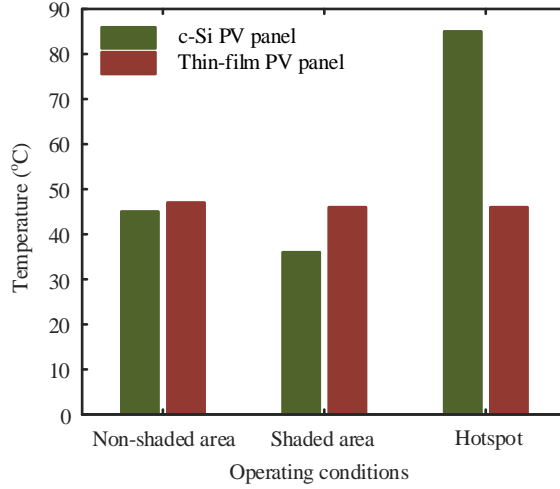 90
80
70
60
50
40
30
20
10
0
Temperature (°C)
c-Si PV panel
Thin-film PV panel
Non-shaded area
Shaded area
Hotspot
Operating conditions